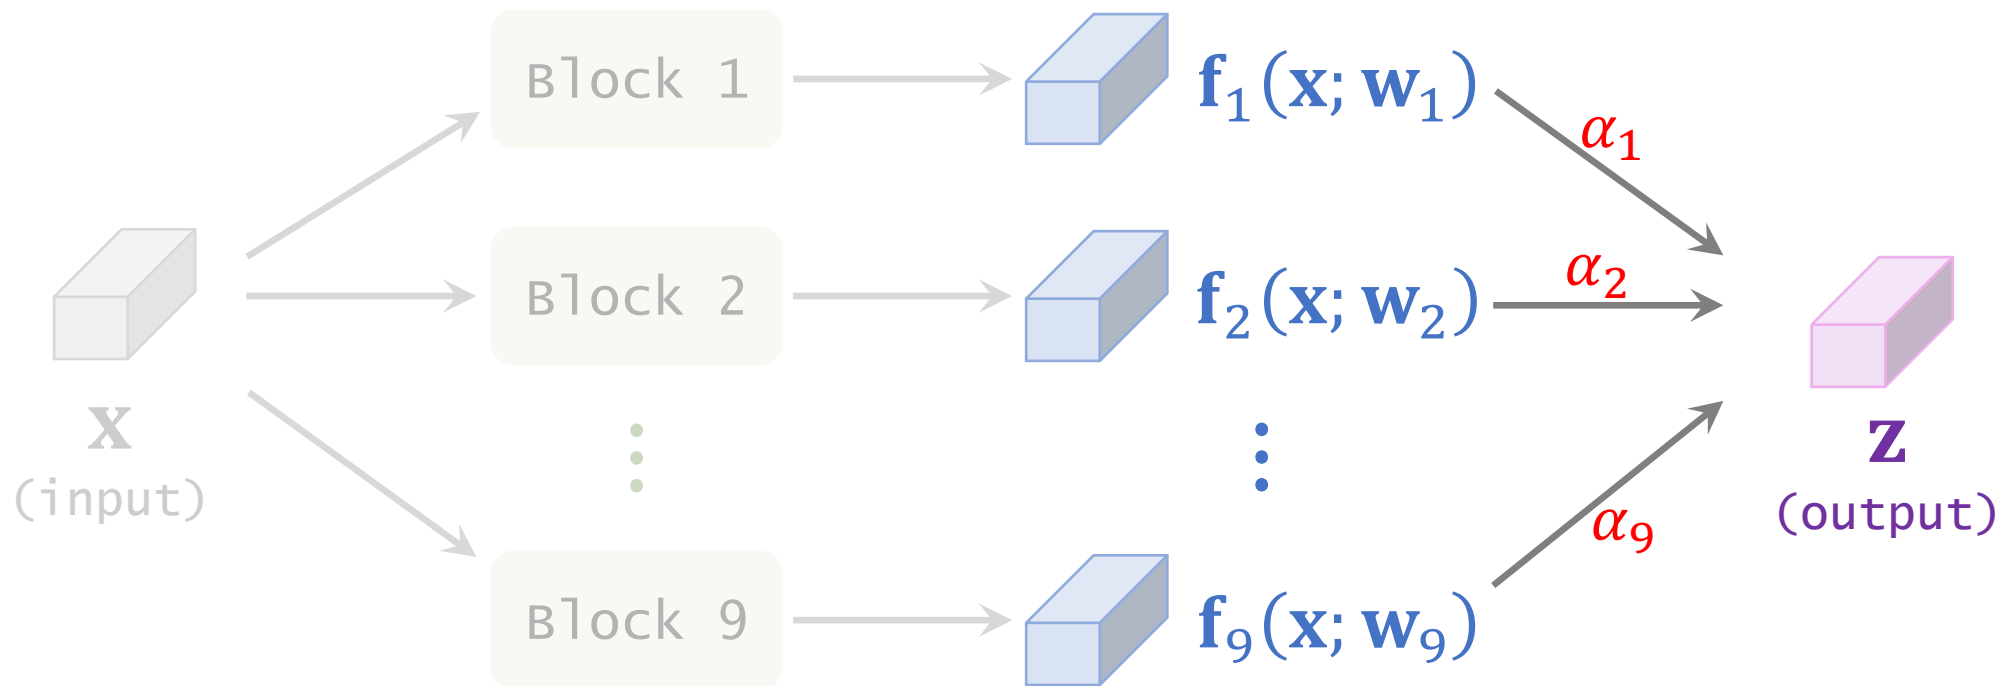 Block 1
f₁(x; w₁)
α₁
Block 2
f₂(x; w₂)
α₂
x
(input)
z
(output)
α₉
Block 9
f₉(x; w₉)